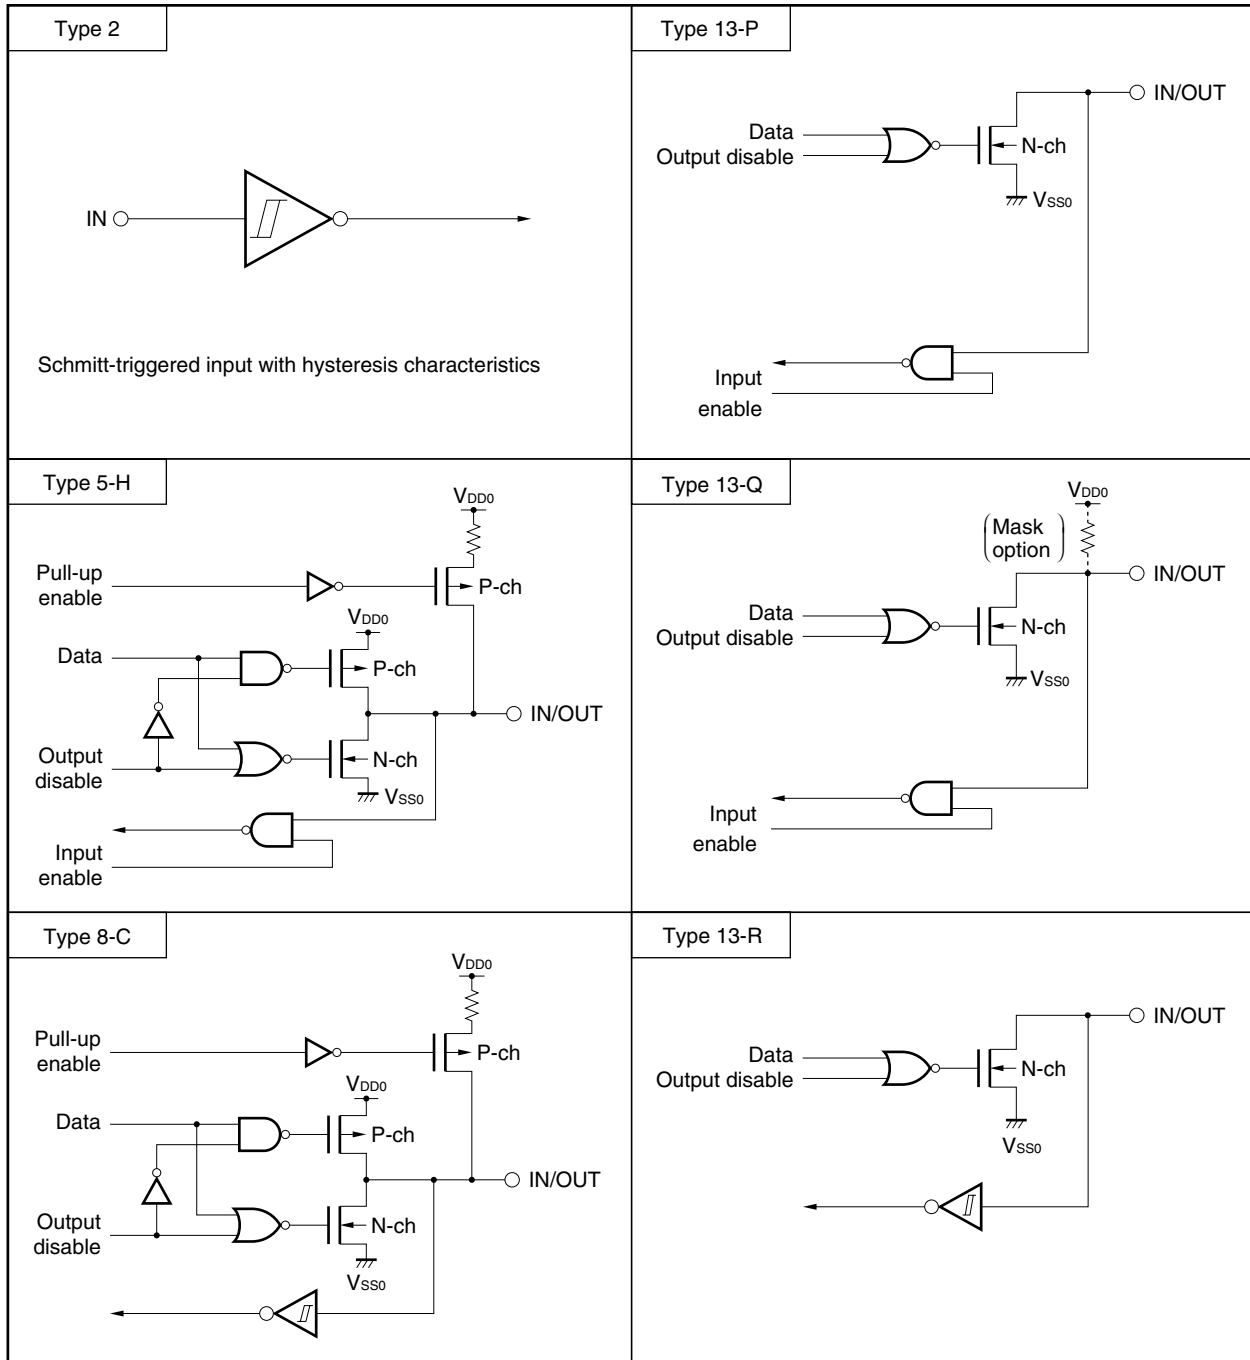 Type 2
IN
Schmitt-triggered input with hysteresis characteristics
Type 13-P
IN/OUT
Data
Output disable
N-ch
VSS0
Input
enable
Type 5-H
VDD0
Pull-up
enable
P-ch
VDD0
Data
P-ch
IN/OUT
Output
disable
N-ch
VSS0
Input
enable
Type 13-Q
VDD0
(Mask
option)
IN/OUT
Data
Output disable
N-ch
VSS0
Input
enable
Type 8-C
VDD0
Pull-up
enable
P-ch
VDD0
Data
P-ch
IN/OUT
Output
disable
N-ch
VSS0
Type 13-R
IN/OUT
Data
Output disable
N-ch
VSS0